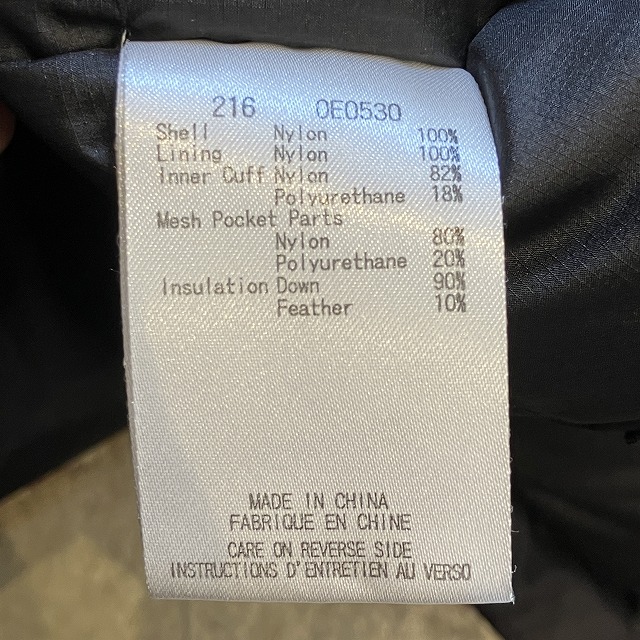 216 0E0530
Shell Nylon 100%
Lining Nylon 100%
Inner Cuff Nylon 82%
Polyurethane 18%
Mesh Pocket Parts
Nylon 80%
Polyurethane 20%
Insulation Down 90%
Feather 10%
MADE IN CHINA
FABRIQUE EN CHINE
CARE ON REVERSE SIDE
INSTRUCTIONS D'ENTRETIEN AU VERSO